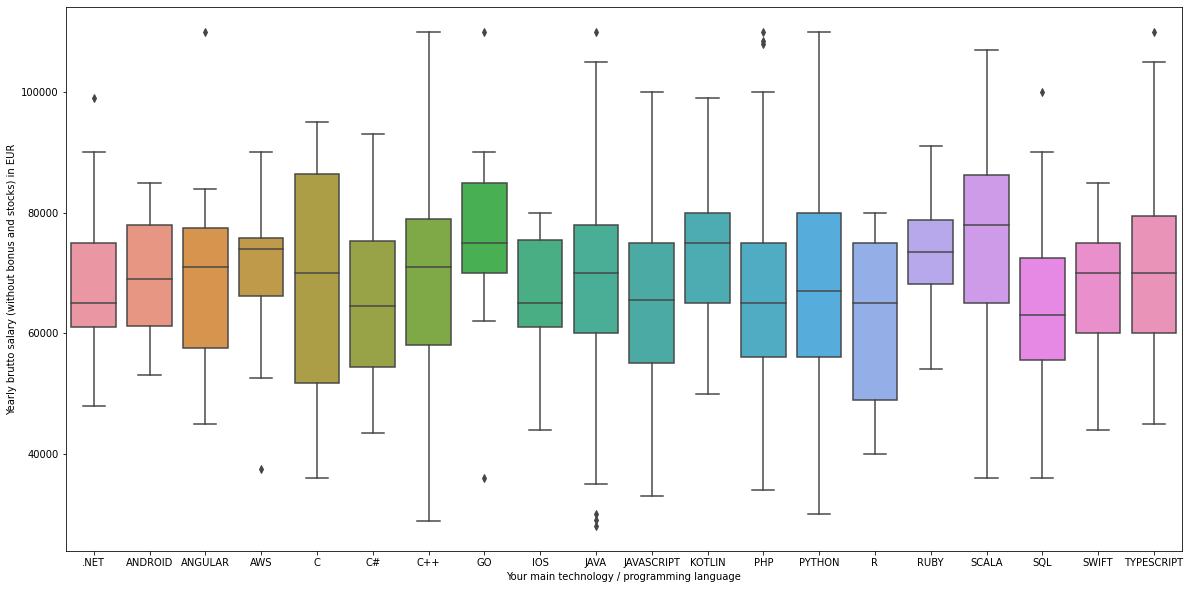 Yearly brutto salary (without bonus and stocks) in EUR
100000
80000
60000
40000
.NET ANDROID ANGULAR AWS C C# C++ GO IOS JAVA JAVASCRIPT KOTLIN PHP PYTHON R RUBY SCALA SQL SWIFT TYPESCRIPT
Your main technology / programming language